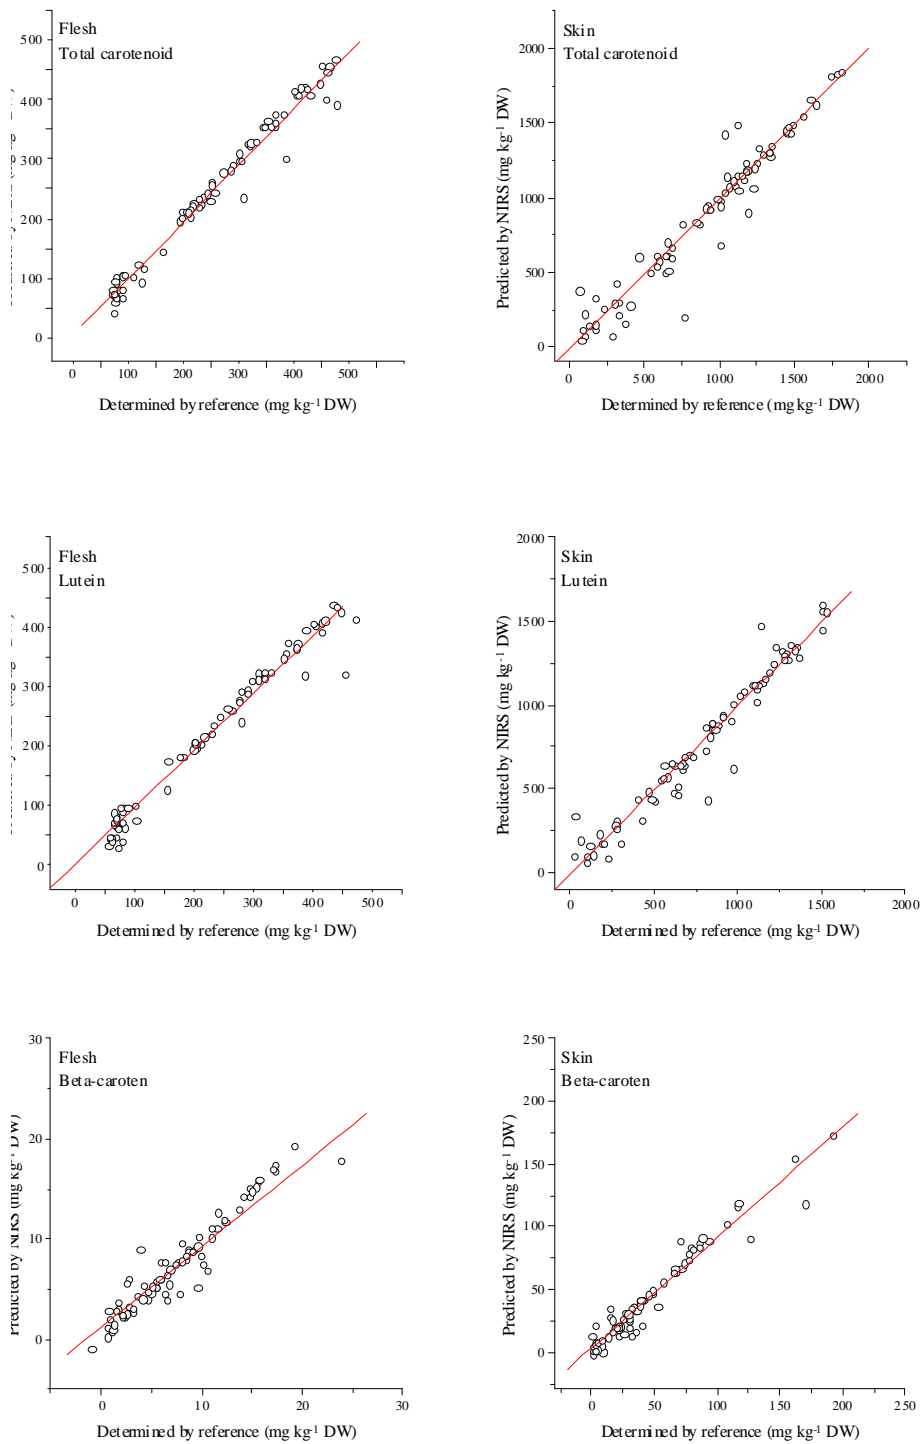 Flesh
Total carotenoid
500
400
300
200
100
0
0 100 200 300 400 500
Determined by reference (mg kg-1 DW)
Skin
Total carotenoid
Predicted by NIRS (mg kg-1 DW)
2000
1500
1000
500
0
0 500 1000 1500 2000
Determined by reference (mg kg-1 DW)
Flesh
Lutein
500
400
300
200
100
0
0 100 200 300 400 500
Determined by reference (mg kg-1 DW)
Skin
Lutein
Predicted by NIRS (mg kg-1 DW)
2000
1500
1000
500
0
0 500 1000 1500 2000
Determined by reference (mg kg-1 DW)
Flesh
Beta-caroten
Predicted by NIRS (mg kg-1 DW)
30
20
10
0
0 10 20 30
Determined by reference (mg kg-1 DW)
Skin
Beta-caroten
Predicted by NIRS (mg kg-1 DW)
250
200
150
100
50
0
0 50 100 150 200 250
Determined by reference (mg kg-1 DW)